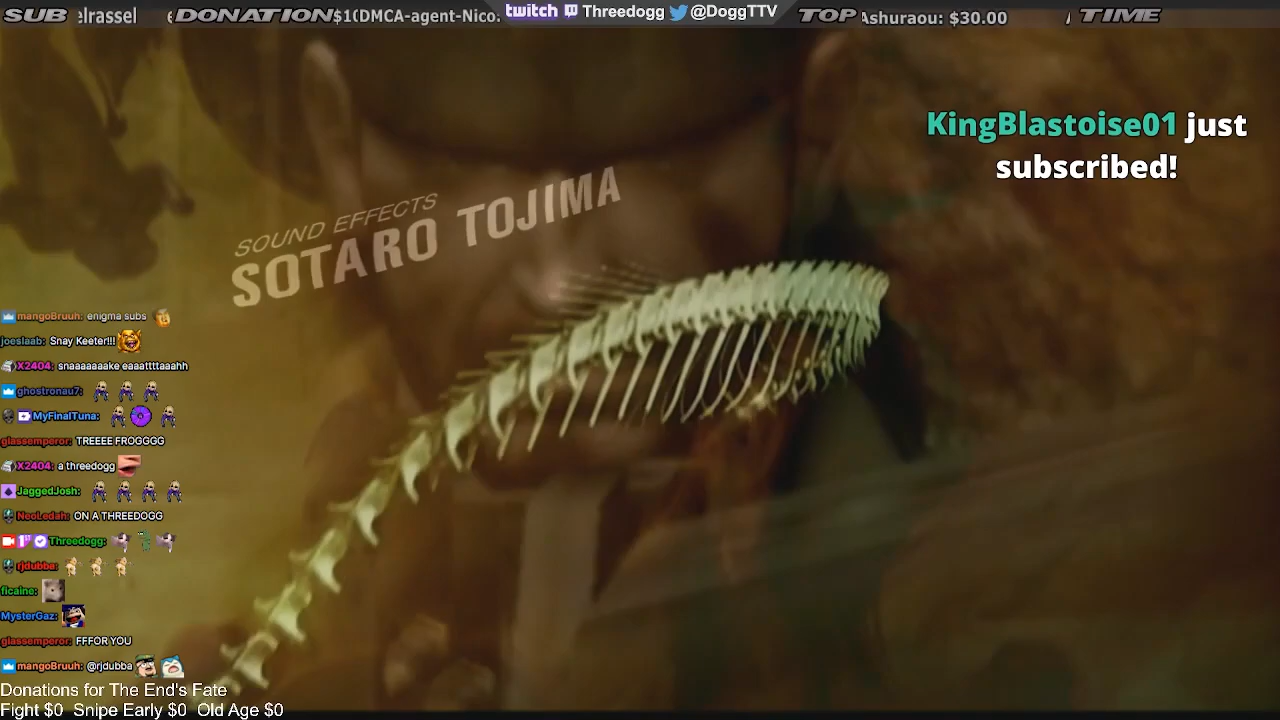 SUB elrassel DONATION $10 DMCA-agent-Nico. twitch Threedogg @DoggTTV TOP Ashuraou: $30.00 TIME
KingBlastoise01 just
subscribed!
SOUND EFFECTS
SOTARO TOJIMA
mangoBruuh: enigma subs
joeslaab: Snay Keeter!!!
X2404: snaaaaaaake eaaattttaaahh
ghostronau7:
MyFinalTuna:
glassemperor: TREEEE FROGGGG
X2404: a threedogg
JaggedJosh:
NeoLedah: ON A THREEDOGG
Threedogg:
rjdubba:
ficaine:
MysterGaz:
glassemperor: FFFOR YOU
mangoBruuh: @rjdubba
Donations for The End's Fate
Fight $0 Snipe Early $0 Old Age $0